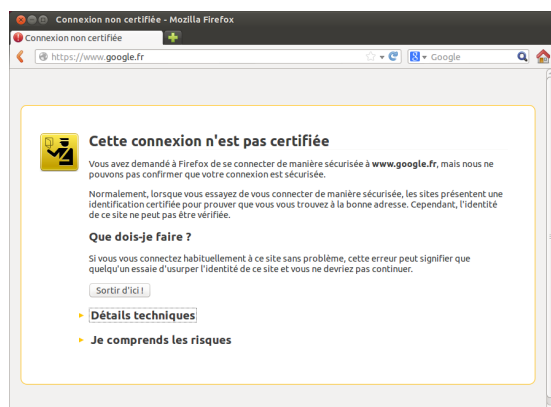 Connexion non certifiée - Mozilla Firefox
Connexion non certifiée
https://www.google.fr
Google
Cette connexion n'est pas certifiée
Vous avez demandé à Firefox de se connecter de manière sécurisée à www.google.fr, mais nous ne
pouvons pas confirmer que votre connexion est sécurisée.
Normalement, lorsque vous essayez de vous connecter de manière sécurisée, les sites présentent une
identification certifiée pour prouver que vous vous trouvez à la bonne adresse. Cependant, l'identité
de ce site ne peut pas être vérifiée.
Que dois-je faire ?
Si vous vous connectez habituellement à ce site sans problème, cette erreur peut signifier que
quelqu'un essaie d'usurper l'identité de ce site et vous ne devriez pas continuer.
Sortir d'ici !
Détails techniques
Je comprends les risques